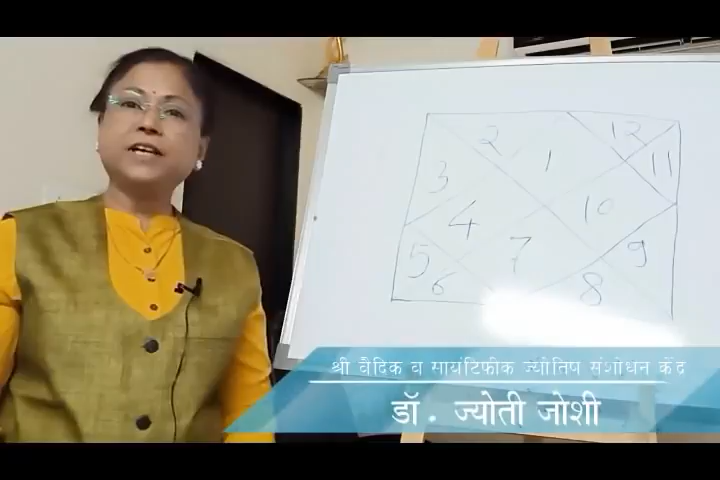 2 1 12
3 11
4 10
5 7 9
6 8
श्री वैदिक व सायंटिफीक ज्योतिष संशोधन केंद्र
डॉ. ज्योती जोशी